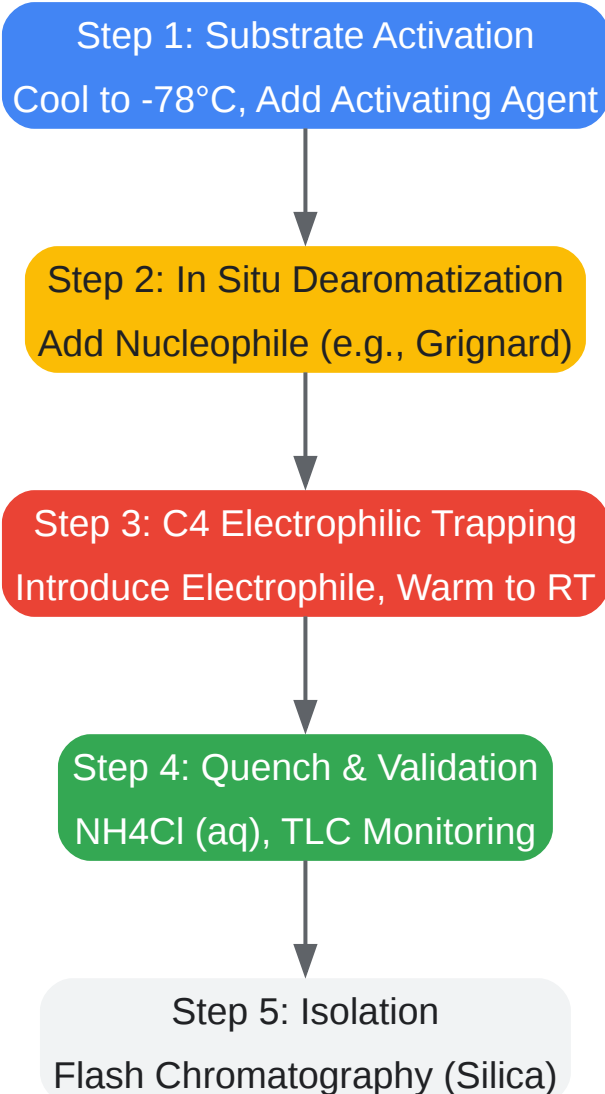 Step 1: Substrate Activation
Cool to -78°C, Add Activating Agent
Step 2: In Situ Dearomatization
Add Nucleophile (e.g., Grignard)
Step 3: C4 Electrophilic Trapping
Introduce Electrophile, Warm to RT
Step 4: Quench & Validation
NH4Cl (aq), TLC Monitoring
Step 5: Isolation
Flash Chromatography (Silica)